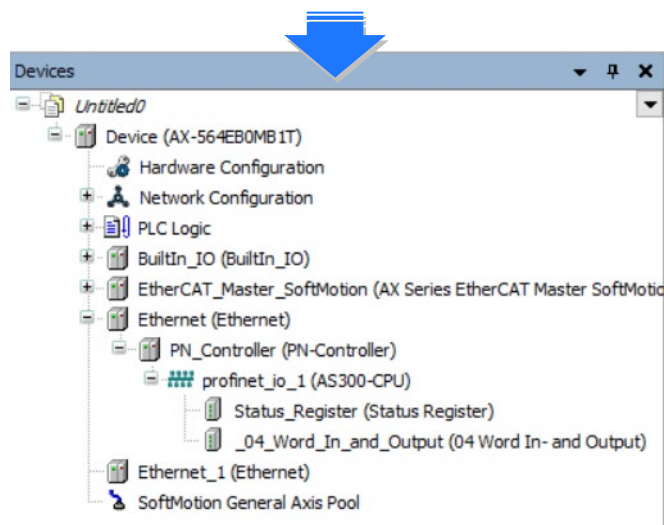 Devices
Untitled0
Device (AX-564EB0MB1T)
Hardware Configuration
Network Configuration
PLC Logic
BuiltIn_IO (BuiltIn_IO)
EtherCAT_Master_SoftMotion (AX Series EtherCAT Master SoftMotio
Ethernet (Ethernet)
PN_Controller (PN-Controller)
profinet_io_1 (AS300-CPU)
Status_Register (Status Register)
_04_Word_In_and_Output (04 Word In- and Output)
Ethernet_1 (Ethernet)
SoftMotion General Axis Pool